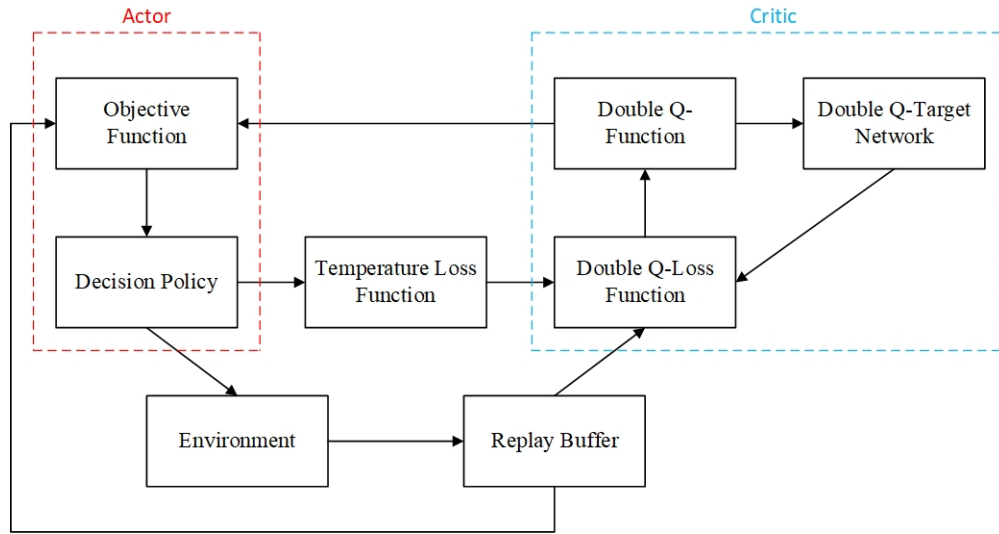 Actor
Critic
Objective
Function
Double Q-
Function
Double Q-Target
Network
Decision Policy
Temperature Loss
Function
Double Q-Loss
Function
Environment
Replay Buffer